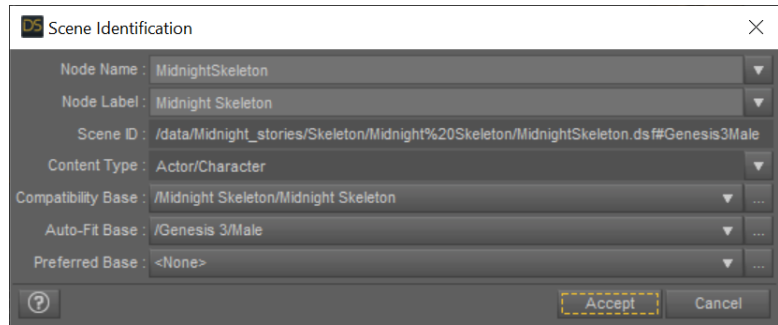 DS Scene Identification
Node Name : MidnightSkeleton
Node Label : Midnight Skeleton
Scene ID : /data/Midnight_stories/Skeleton/Midnight%20Skeleton/MidnightSkeleton.dsf#Genesis3Male
Content Type : Actor/Character
Compatibility Base : /Midnight Skeleton/Midnight Skeleton ...
Auto-Fit Base : /Genesis 3/Male ...
Preferred Base : <None> ...
? Accept Cancel